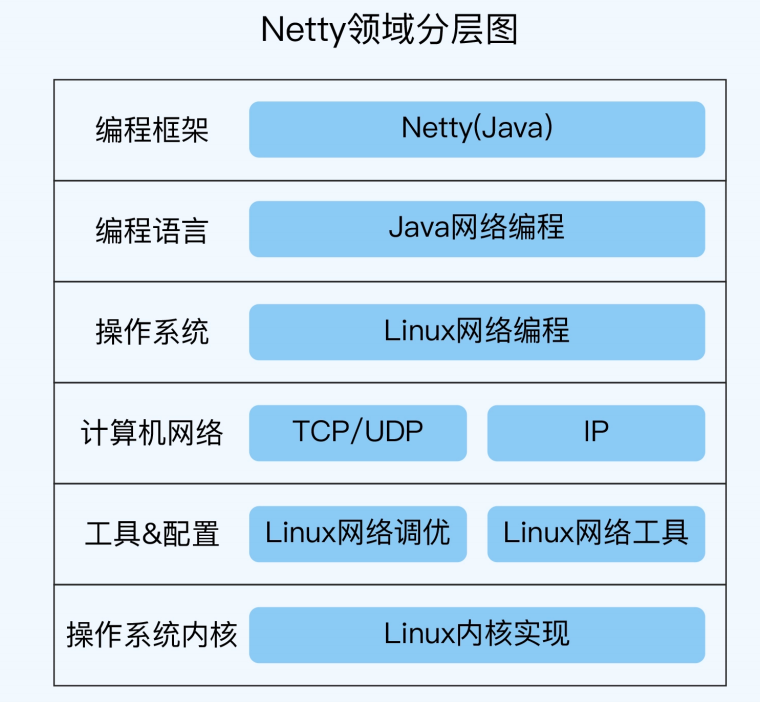 Netty领域分层图
编程框架 Netty(Java)
编程语言 Java网络编程
操作系统 Linux网络编程
计算机网络 TCP/UDP IP
工具&配置 Linux网络调优 Linux网络工具
操作系统内核 Linux内核实现